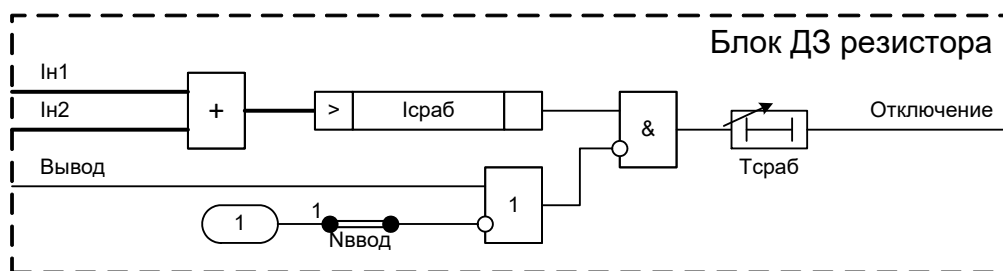 Блок ДЗ резистора
Iн1
Iн2
+
> Iсраб
&
Отключение
Tсраб
Вывод
1
1
1
Nввод